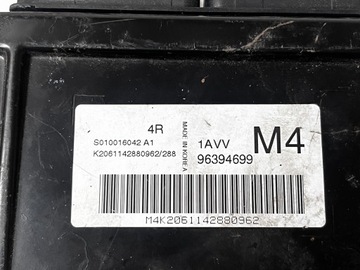 4R
S010016042 A1
K2061142880962/288
MADE IN KOREA
1AVV
96394699
M4
M4K2061142880962